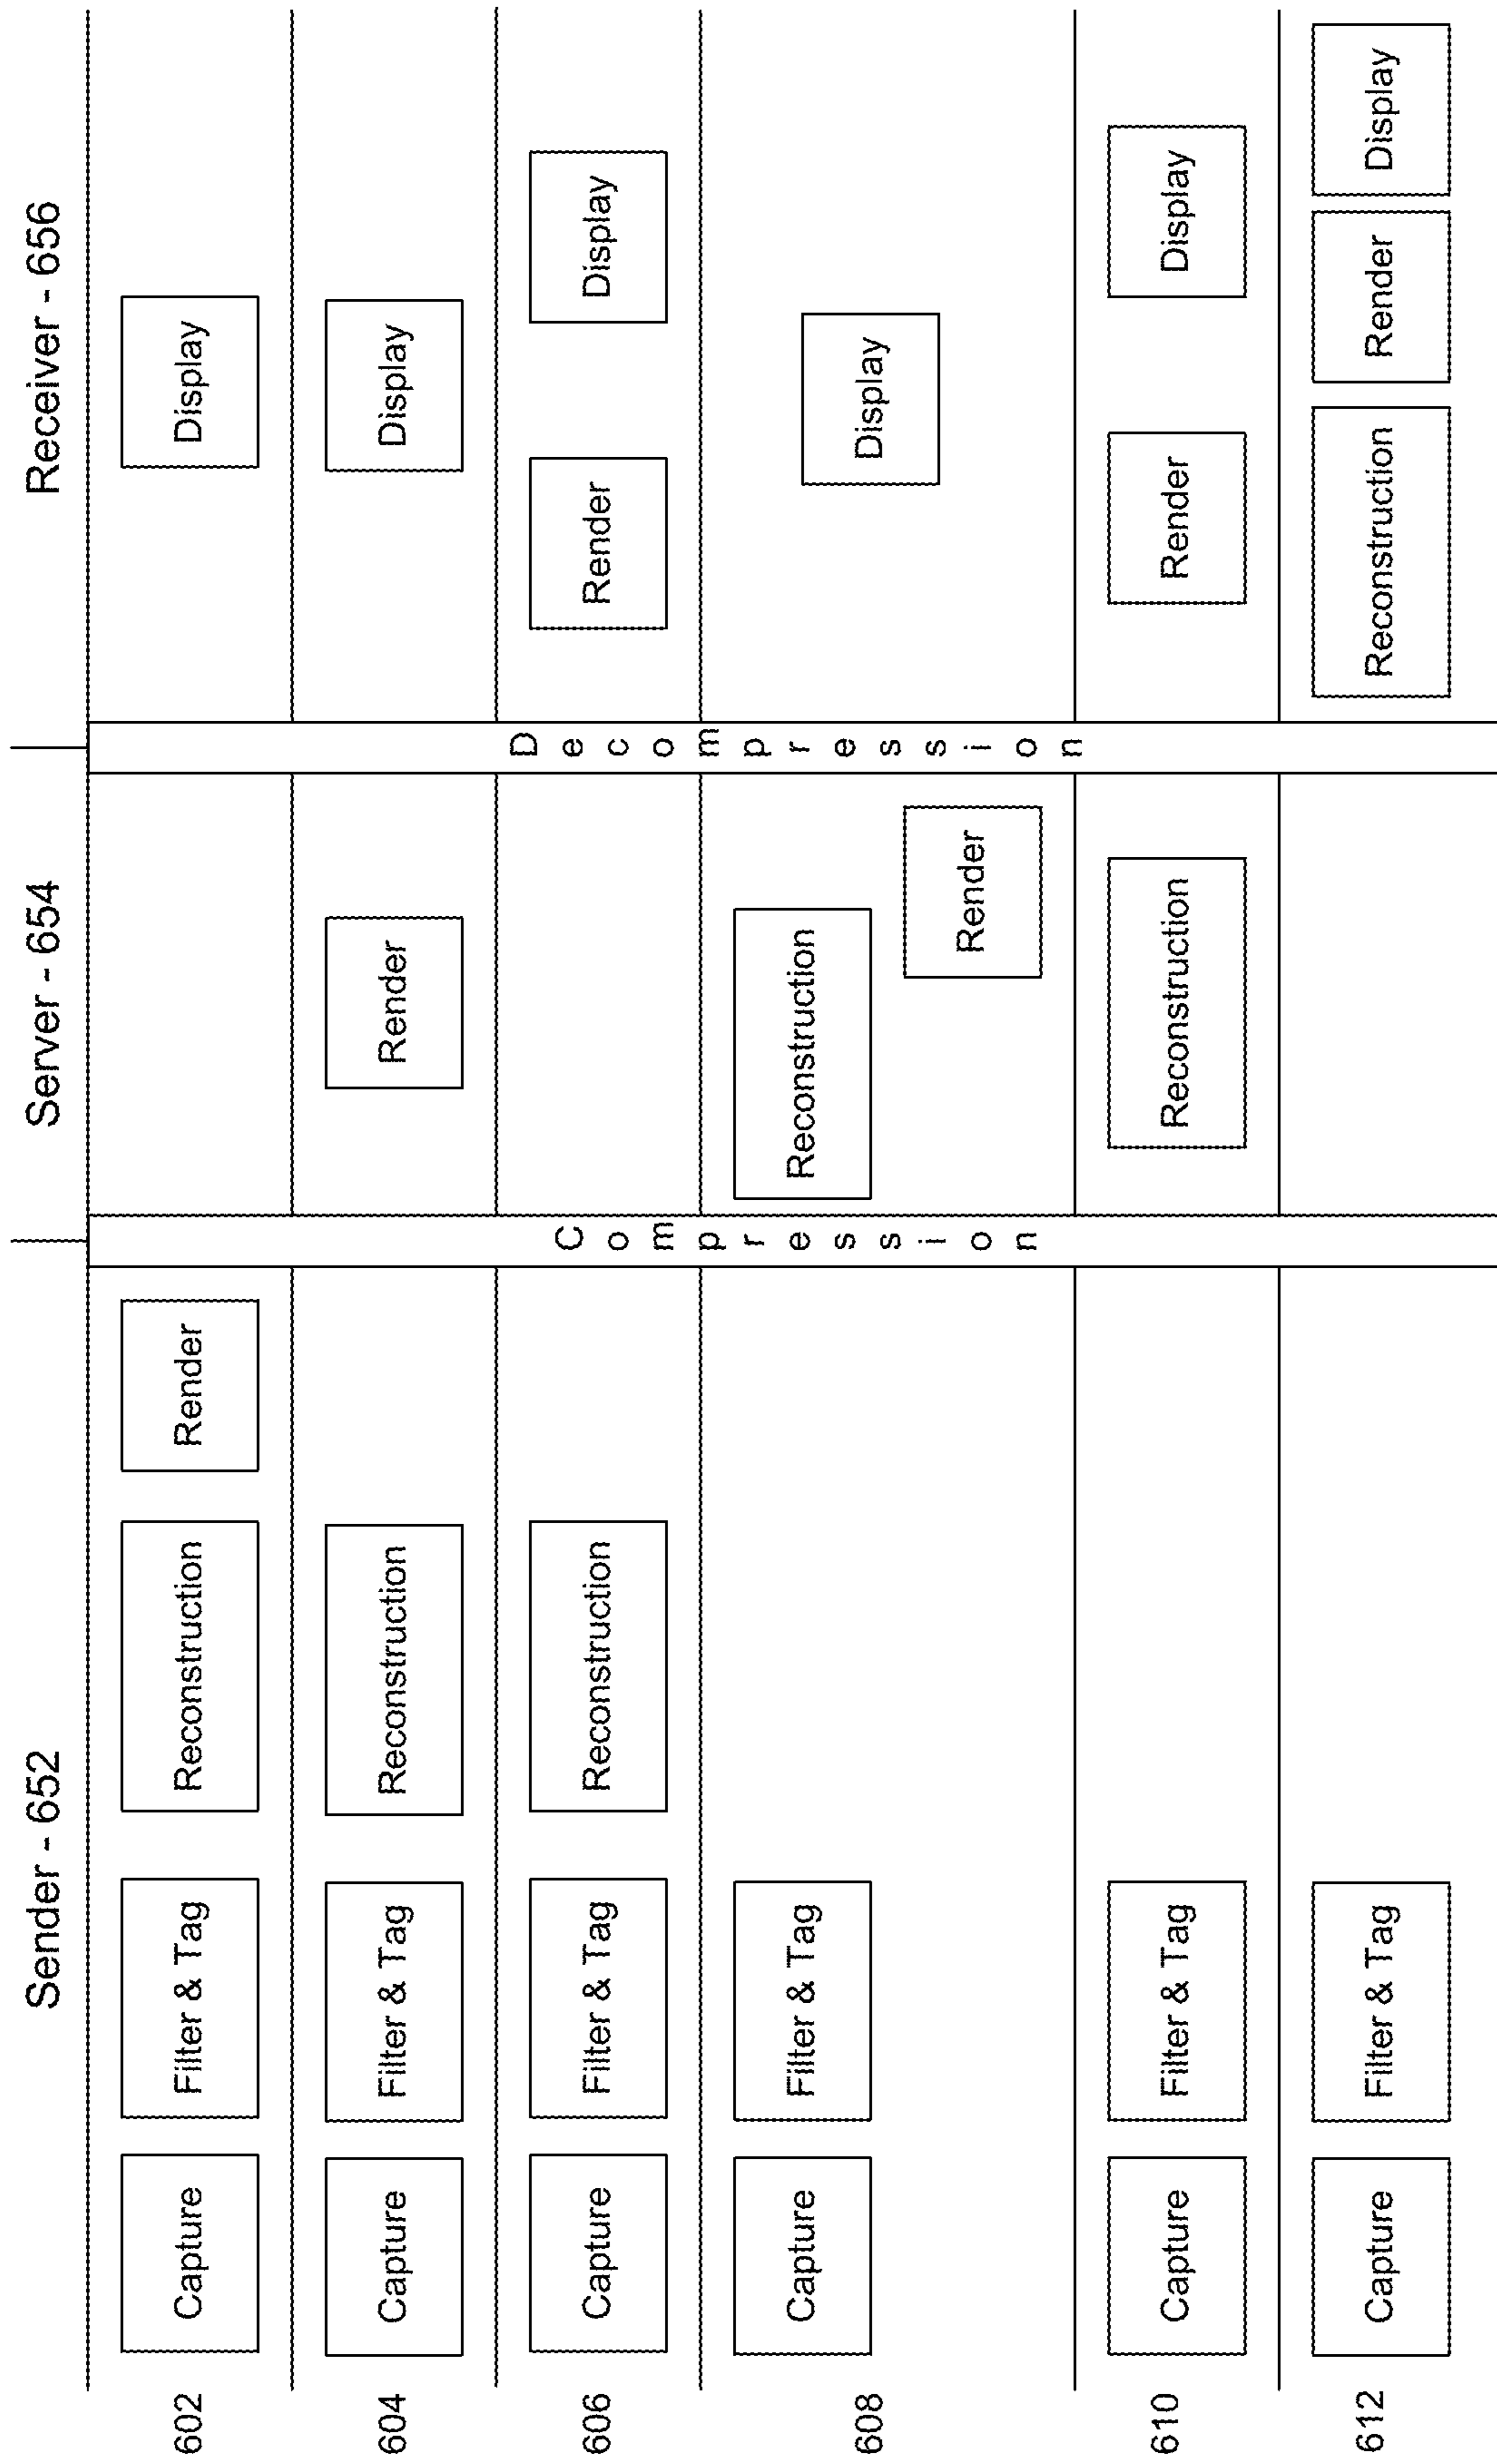 Sender - 652
Server - 654
Receiver - 656
602
Capture
Filter & Tag
Reconstruction
Render
Display
604
Capture
Filter & Tag
Reconstruction
Render
Display
606
Capture
Filter & Tag
Reconstruction
Render
Display
608
Capture
Filter & Tag
Reconstruction
Render
Display
610
Capture
Filter & Tag
Reconstruction
Render
Display
612
Capture
Filter & Tag
Reconstruction
Render
Display
Compression
Decompression